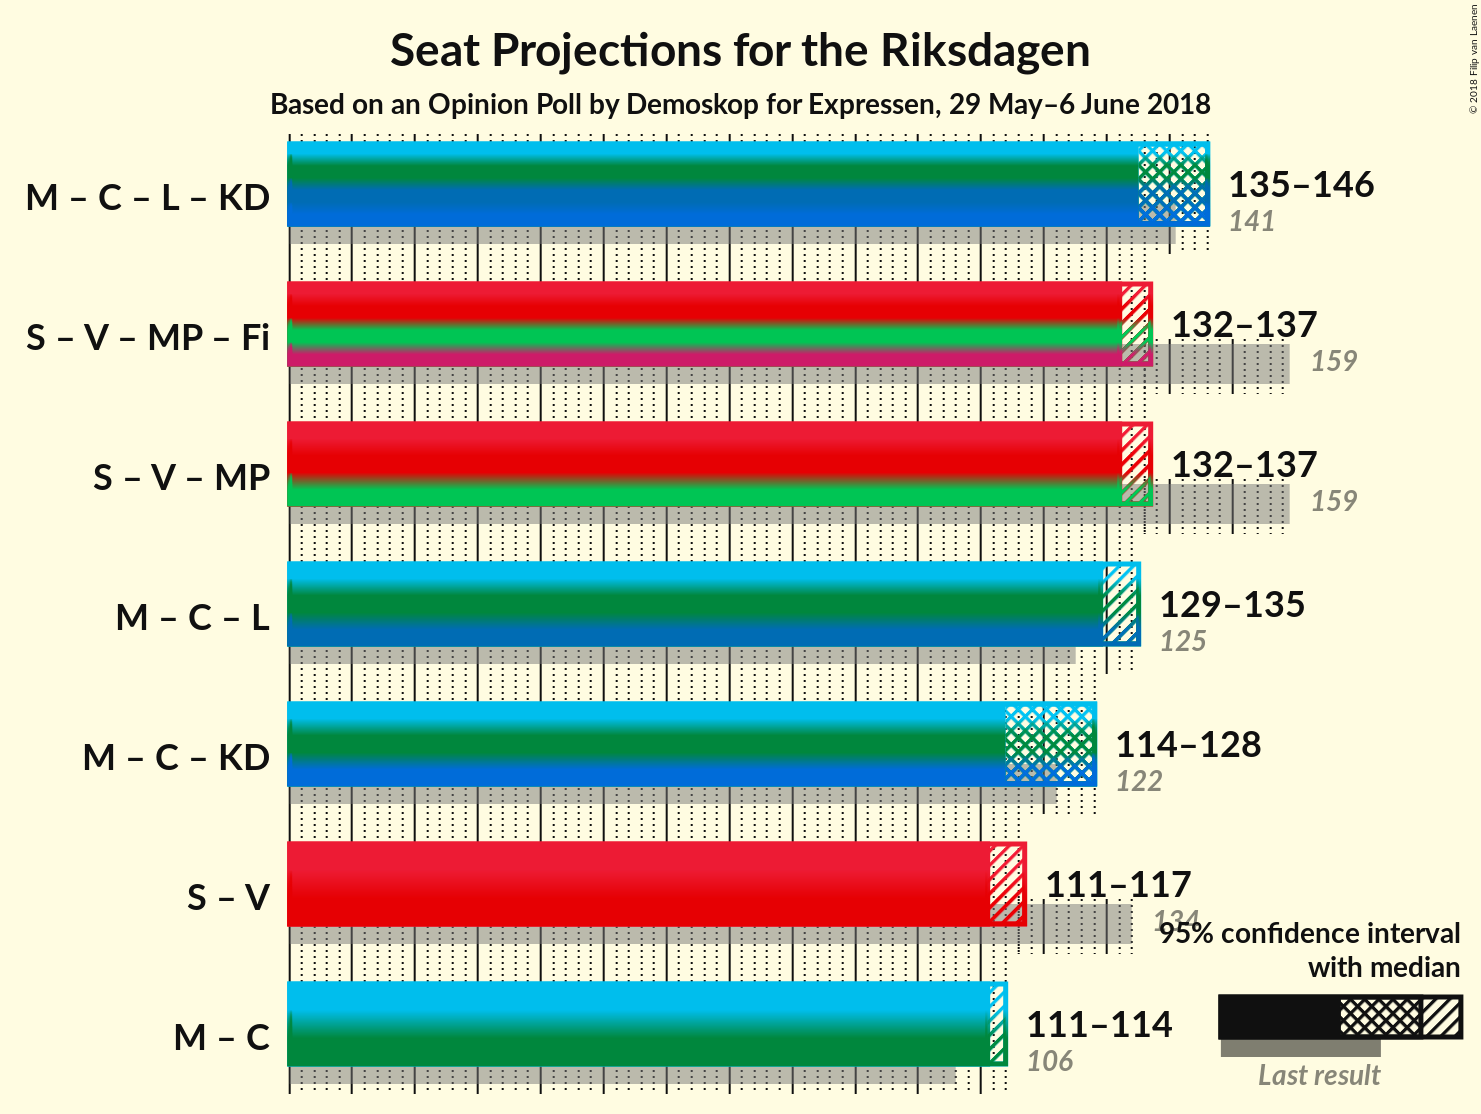 Seat Projections for the Riksdagen
Based on an Opinion Poll by Demoskop for Expressen, 29 May–6 June 2018
© 2018 Filip van Laenen
M – C – L – KD
135–146
141
S – V – MP – Fi
132–137
159
S – V – MP
132–137
159
M – C – L
129–135
125
M – C – KD
114–128
122
S – V
111–117
134
M – C
111–114
106
95% confidence interval
with median
Last result